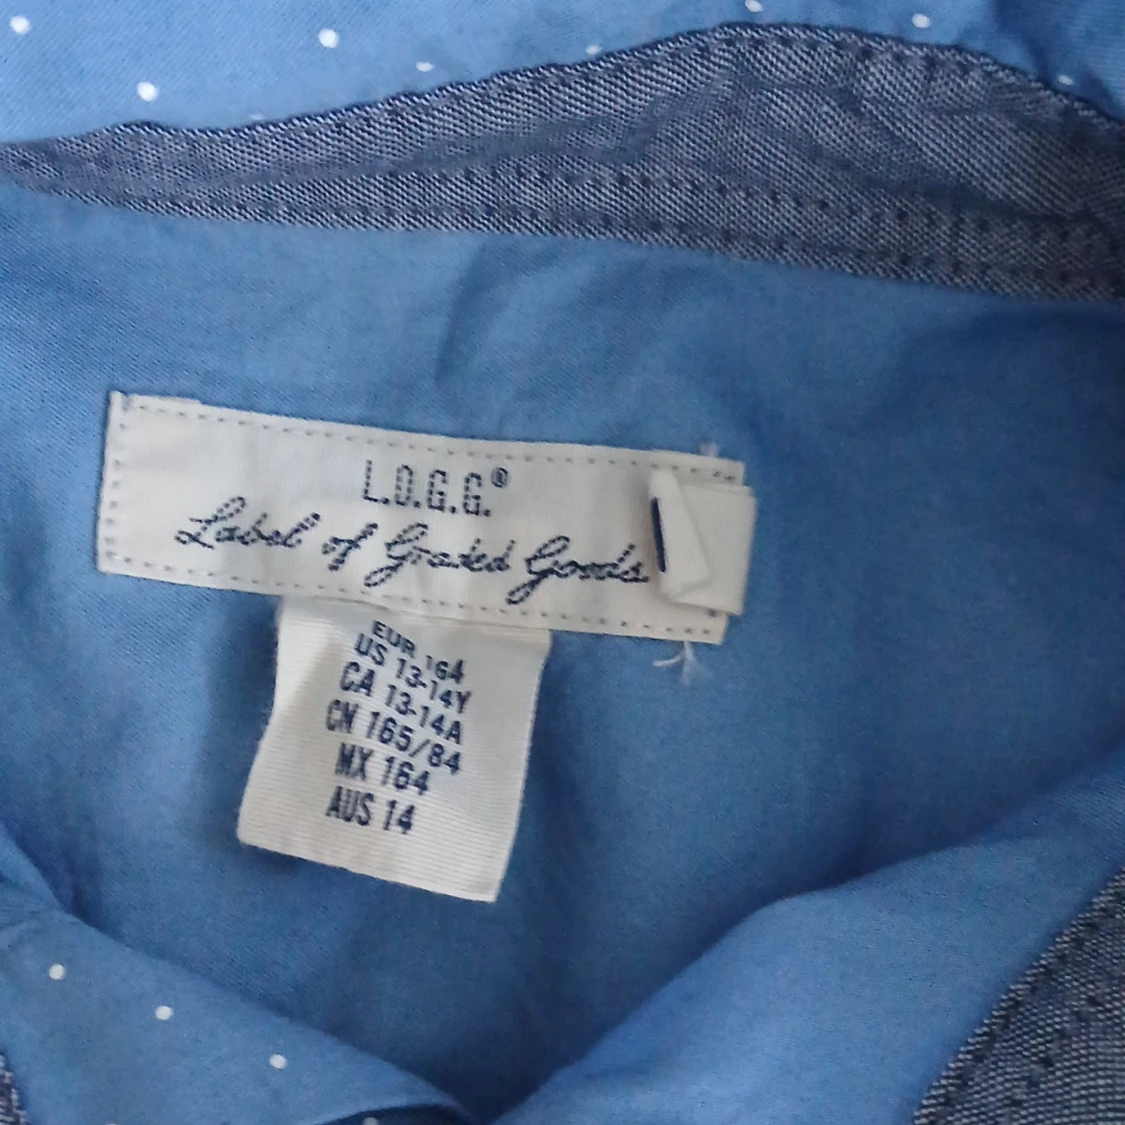 L.O.G.G.®
Label of Graded Goods
EUR 164
US 13-14Y
CA 13-14A
CN 165/84
MX 164
AUS 14